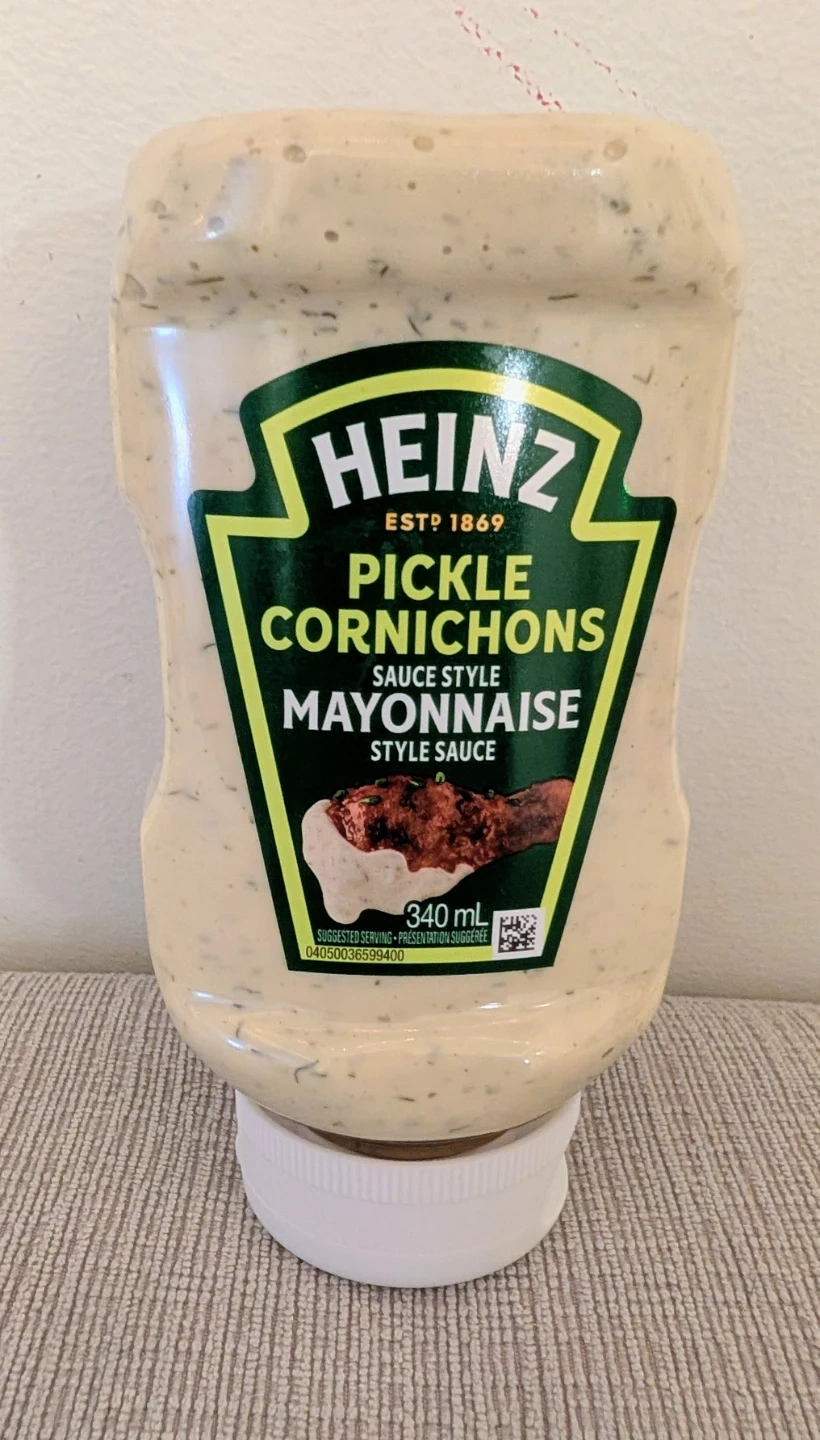 HEINZ
ESTD 1869
PICKLE
CORNICHONS
SAUCE STYLE
MAYONNAISE
STYLE SAUCE
340 mL
SUGGESTED SERVING • PRÉSENTATION SUGGÉRÉE
04050036599400